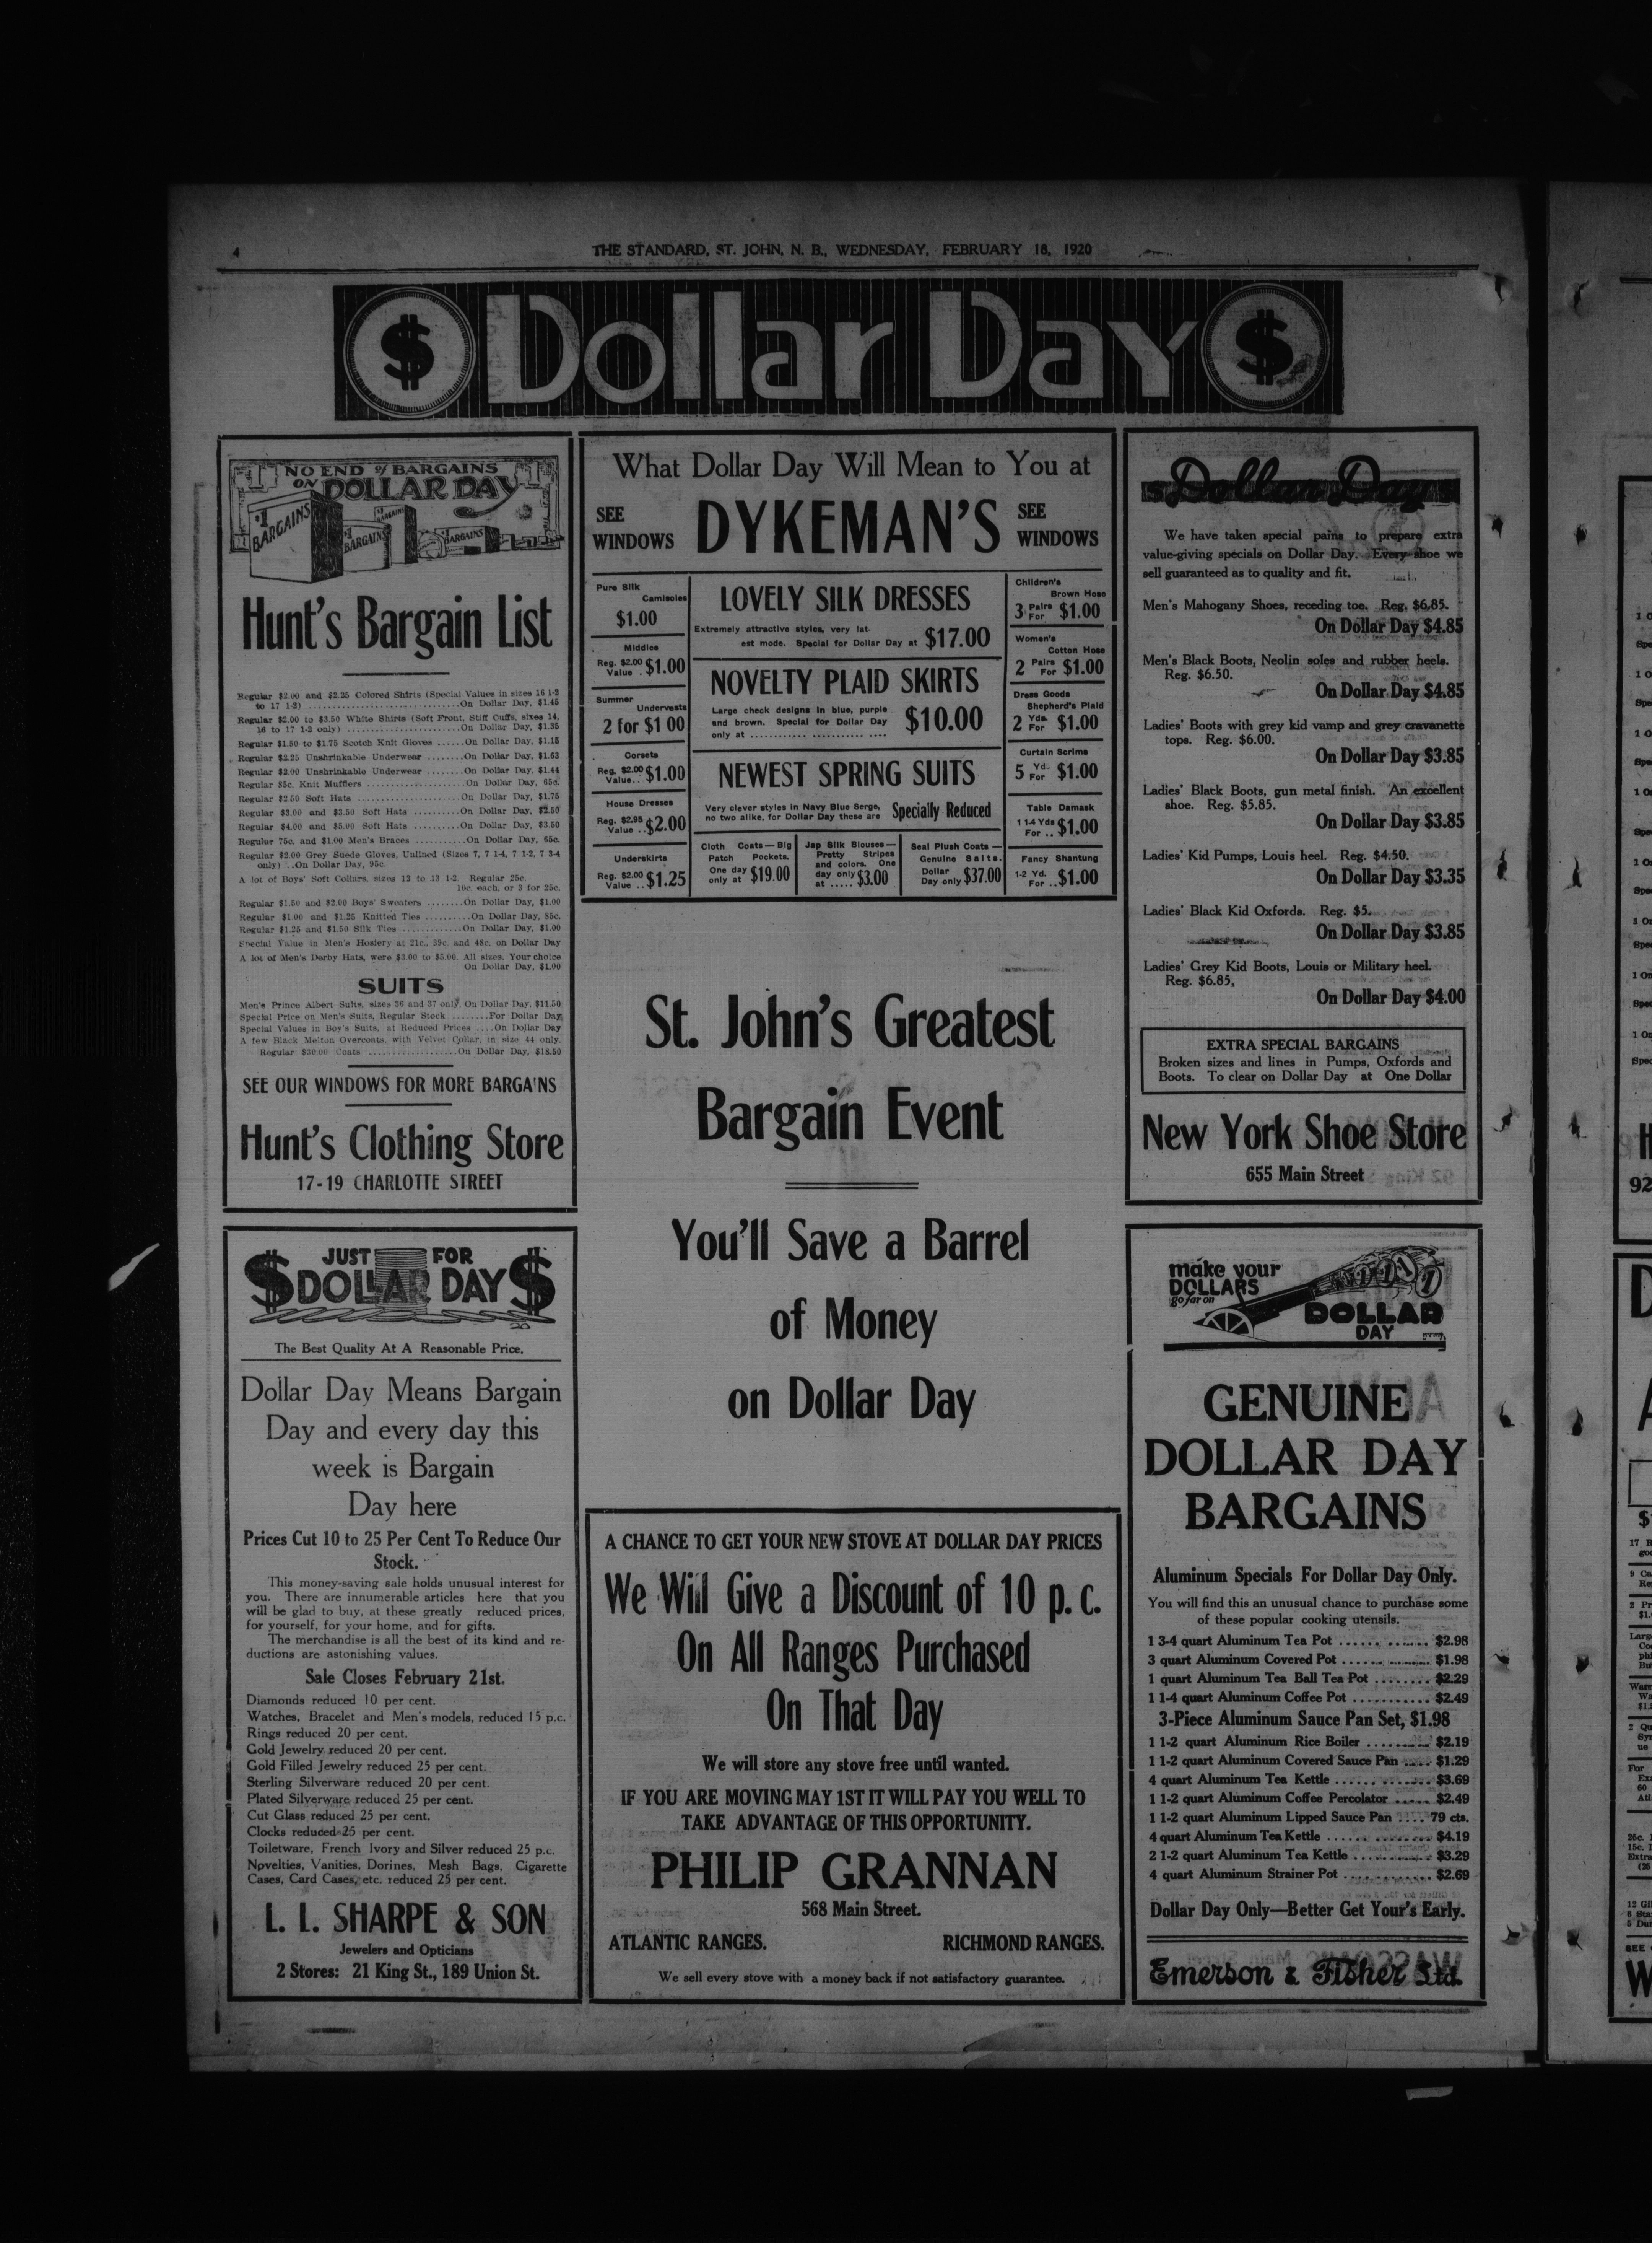 4
THE STANDARD, ST. JOHN, N. B., WEDNESDAY, FEBRUARY 18, 1920
$ Dollar Day $
NO END of BARGAINS
ON DOLLAR DAY
$1 BARGAINS
$1 BARGAINS
BARGAINS
BARGAINS
Hunt's Bargain List
Regular $2.00 and $2.25 Colored Shirts (Special Values in sizes 16 1-2
to 17 1-2) ............ On Dollar Day, $1.45
Regular $2.00 to $3.50 White Shirts (Soft Front, Stiff Cuffs, sizes 14,
16 to 17 1-2 only) ............ On Dollar Day, $1.35
Regular $1.50 to $1.75 Scotch Knit Gloves ...... On Dollar Day, $1.15
Regular $2.25 Unshrinkable Underwear ........ On Dollar Day, $1.63
Regular $2.00 Unshrinkable Underwear ........ On Dollar Day, $1.44
Regular 85c. Knit Mufflers ............ On Dollar Day, 65c.
Regular $2.50 Soft Hats ............ On Dollar Day, $1.75
Regular $3.00 and $3.50 Soft Hats .......... On Dollar Day, $2.50
Regular $4.00 and $5.00 Soft Hats .......... On Dollar Day, $3.50
Regular 75c. and $1.00 Men's Braces ........... On Dollar Day, 65c.
Regular $2.00 Grey Suede Gloves, Unlined (Sizes 7, 7 1-4, 7 1-2, 7 3-4
only) ... On Dollar Day, 95c.
A lot of Boys' Soft Collars, sizes 12 to 13 1-2. Regular 25c.
10c. each, or 3 for 25c.
Regular $1.50 and $2.00 Boys' Sweaters ........ On Dollar Day, $1.00
Regular $1.00 and $1.25 Knitted Ties .......... On Dollar Day, 85c.
Regular $1.25 and $1.50 Silk Ties ............ On Dollar Day, $1.00
Special Value in Men's Hosiery at 21c., 39c. and 48c. on Dollar Day
A lot of Men's Derby Hats, were $3.00 to $5.00. All sizes. Your choice
On Dollar Day, $1.00
SUITS
Men's Prince Albert Suits, sizes 36 and 37 only. On Dollar Day, $11.50
Special Price on Men's Suits, Regular Stock ........ For Dollar Day
Special Values in Boy's Suits, at Reduced Prices .... On Dollar Day
A few Black Melton Overcoats, with Velvet Collar, in size 44 only.
Regular $30.00 Coats ............ On Dollar Day, $18.50
SEE OUR WINDOWS FOR MORE BARGAINS
Hunt's Clothing Store
17-19 CHARLOTTE STREET
JUST FOR
$ DOLLAR DAY $
The Best Quality At A Reasonable Price.
Dollar Day Means Bargain
Day and every day this
week is Bargain
Day here
Prices Cut 10 to 25 Per Cent To Reduce Our
Stock.
This money-saving sale holds unusual interest for
you. There are innumerable articles here that you
will be glad to buy, at these greatly reduced prices,
for yourself, for your home, and for gifts.
The merchandise is all the best of its kind and re-
ductions are astonishing values.
Sale Closes February 21st.
Diamonds reduced 10 per cent.
Watches, Bracelet and Men's models, reduced 15 p.c.
Rings reduced 20 per cent.
Gold Jewelry reduced 20 per cent.
Gold Filled Jewelry reduced 25 per cent.
Sterling Silverware reduced 20 per cent.
Plated Silverware reduced 25 per cent.
Cut Glass reduced 25 per cent.
Clocks reduced 25 per cent.
Toiletware, French Ivory and Silver reduced 25 p.c.
Novelties, Vanities, Dorines, Mesh Bags, Cigarette
Cases, Card Cases, etc. reduced 25 per cent.
L. L. SHARPE & SON
Jewelers and Opticians
2 Stores: 21 King St., 189 Union St.
What Dollar Day Will Mean to You at
SEE WINDOWS DYKEMAN'S SEE WINDOWS
Pure Silk
Camisoles
$1.00
Middies
Reg. $2.00
Value . $1.00
Summer
Undervests
2 for $1 00
Corsets
Reg. $2.00
Value.. $1.00
House Dresses
Reg. $2.95
Value .. $2.00
Underskirts
Reg. $2.00
Value .. $1.25
LOVELY SILK DRESSES
Extremely attractive styles, very lat-
est mode. Special for Dollar Day at $17.00
NOVELTY PLAID SKIRTS
Large check designs in blue, purple
and brown. Special for Dollar Day
only at ............ $10.00
NEWEST SPRING SUITS
Very clever styles in Navy Blue Serge,
no two alike, for Dollar Day these are Specially Reduced
Cloth Coats—Big
Patch Pockets.
One day
only at $19.00
Jap Silk Blouses—
Pretty Stripes
and colors. One
day only
at ..... $3.00
Seal Plush Coats—
Genuine Salts.
Dollar
Day only $37.00
Children's
Brown Hose
3 Pairs For $1.00
Women's
Cotton Hose
2 Pairs For $1.00
Dress Goods
Shepherd's Plaid
2 Yds. For $1.00
Curtain Scrims
5 Yd. For $1.00
Table Damask
1 1-4 Yds
For .. $1.00
Fancy Shantung
1-2 Yd.
For .. $1.00
St. John's Greatest
Bargain Event
You'll Save a Barrel
of Money
on Dollar Day
A CHANCE TO GET YOUR NEW STOVE AT DOLLAR DAY PRICES
We Will Give a Discount of 10 p. c.
On All Ranges Purchased
On That Day
We will store any stove free until wanted.
IF YOU ARE MOVING MAY 1ST IT WILL PAY YOU WELL TO
TAKE ADVANTAGE OF THIS OPPORTUNITY.
PHILIP GRANNAN
568 Main Street.
ATLANTIC RANGES. RICHMOND RANGES.
We sell every stove with a money back if not satisfactory guarantee.
Dollar Day
We have taken special pains to prepare extra
value-giving specials on Dollar Day. Every shoe we
sell guaranteed as to quality and fit.
Men's Mahogany Shoes, receding toe. Reg. $6.85.
On Dollar Day $4.85
Men's Black Boots, Neolin soles and rubber heels.
Reg. $6.50.
On Dollar Day $4.85
Ladies' Boots with grey kid vamp and grey cravanette
tops. Reg. $6.00.
On Dollar Day $3.85
Ladies' Black Boots, gun metal finish. An excellent
shoe. Reg. $5.85.
On Dollar Day $3.85
Ladies' Kid Pumps, Louis heel. Reg. $4.50.
On Dollar Day $3.35
Ladies' Black Kid Oxfords. Reg. $5.
On Dollar Day $3.85
Ladies' Grey Kid Boots, Louis or Military heel.
Reg. $6.85,
On Dollar Day $4.00
EXTRA SPECIAL BARGAINS
Broken sizes and lines in Pumps, Oxfords and
Boots. To clear on Dollar Day at One Dollar
New York Shoe Store
655 Main Street
make your
DOLLARS
go far on
DOLLAR
DAY
GENUINE
DOLLAR DAY
BARGAINS
Aluminum Specials For Dollar Day Only.
You will find this an unusual chance to purchase some
of these popular cooking utensils.
1 3-4 quart Aluminum Tea Pot ............ $2.98
3 quart Aluminum Covered Pot ............ $1.98
1 quart Aluminum Tea Ball Tea Pot ........ $2.29
1 1-4 quart Aluminum Coffee Pot ........... $2.49
3-Piece Aluminum Sauce Pan Set, $1.98
1 1-2 quart Aluminum Rice Boiler .......... $2.19
1 1-2 quart Aluminum Covered Sauce Pan .... $1.29
4 quart Aluminum Tea Kettle ............ $3.69
1 1-2 quart Aluminum Coffee Percolator ..... $2.49
1 1-2 quart Aluminum Lipped Sauce Pan .... 79 cts.
4 quart Aluminum Tea Kettle ............ $4.19
2 1-2 quart Aluminum Tea Kettle ............ $3.29
4 quart Aluminum Strainer Pot ............ $2.69
Dollar Day Only—Better Get Your's Early.
Emerson & Fisher Ltd.